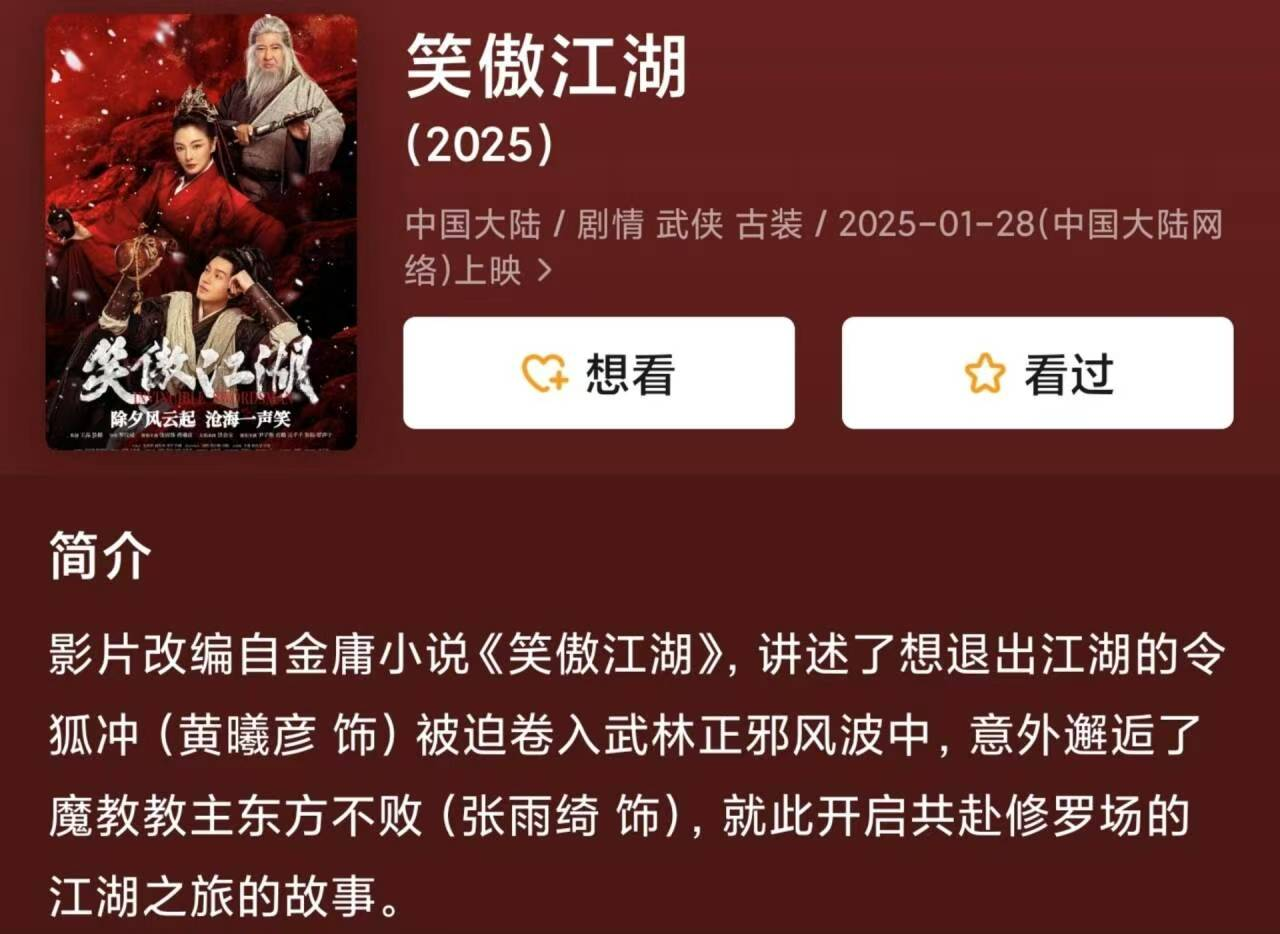 笑傲江湖
(2025)
中国大陆 / 剧情 武侠 古装 / 2025-01-28(中国大陆网
络)上映 >
想看
看过
笑傲江湖
INVINCIBLE SWORDSMAN
除夕风云起 沧海一声笑
简介
影片改编自金庸小说《笑傲江湖》, 讲述了想退出江湖的令
狐冲（黄曦彦 饰）被迫卷入武林正邪风波中, 意外邂逅了
魔教教主东方不败（张雨绮 饰）, 就此开启共赴修罗场的
江湖之旅的故事。